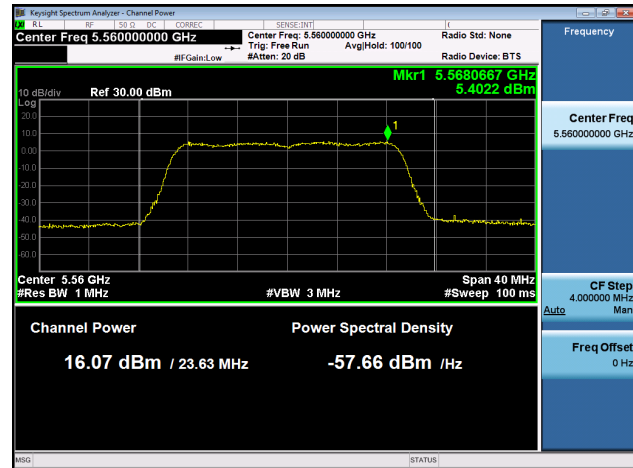 Keysight Spectrum Analyzer - Channel Power
RL RF 50 Ω DC CORREC SENSE:INT
Center Freq 5.560000000 GHz
#IFGain:Low
Center Freq: 5.560000000 GHz
Trig: Free Run Avg|Hold: 100/100
#Atten: 20 dB
Radio Std: None
Radio Device: BTS
Mkr1 5.5680667 GHz
5.4022 dBm
10 dB/div Ref 30.00 dBm
Log
20.0
10.0
0.00
-10.0
-20.0
-30.0
-40.0
-50.0
-60.0
1
Center 5.56 GHz Span 40 MHz
#Res BW 1 MHz #VBW 3 MHz #Sweep 100 ms
Channel Power Power Spectral Density
16.07 dBm / 23.63 MHz -57.66 dBm /Hz
MSG STATUS
Frequency
Center Freq
5.560000000 GHz
CF Step
4.000000 MHz
Auto Man
Freq Offset
0 Hz